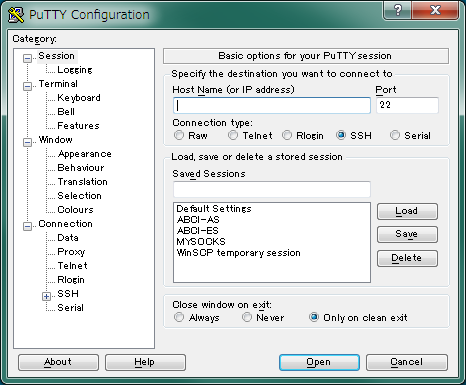 PuTTY Configuration
Category:
Session
Logging
Terminal
Keyboard
Bell
Features
Window
Appearance
Behaviour
Translation
Selection
Colours
Connection
Data
Proxy
Telnet
Rlogin
SSH
Serial
Basic options for your PuTTY session
Specify the destination you want to connect to
Host Name (or IP address) Port
22
Connection type:
Raw Telnet Rlogin SSH Serial
Load, save or delete a stored session
Saved Sessions
Default Settings
ABCI-AS
ABCI-ES
MYSOCKS
WinSCP temporary session
Load
Save
Delete
Close window on exit:
Always Never Only on clean exit
About Help Open Cancel